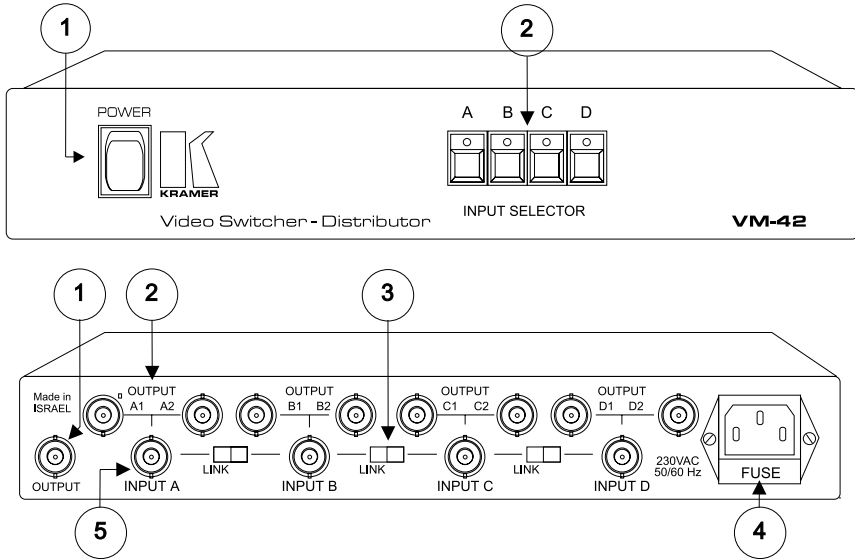 1
2
POWER
A B C D
KRAMER
INPUT SELECTOR
Video Switcher - Distributor
VM-42
1
2
3
Made in
ISRAEL
OUTPUT
A1 A2
OUTPUT
B1 B2
OUTPUT
C1 C2
OUTPUT
D1 D2
OUTPUT
INPUT A
LINK
INPUT B
LINK
INPUT C
LINK
INPUT D
230VAC
50/60 Hz
FUSE
5
4